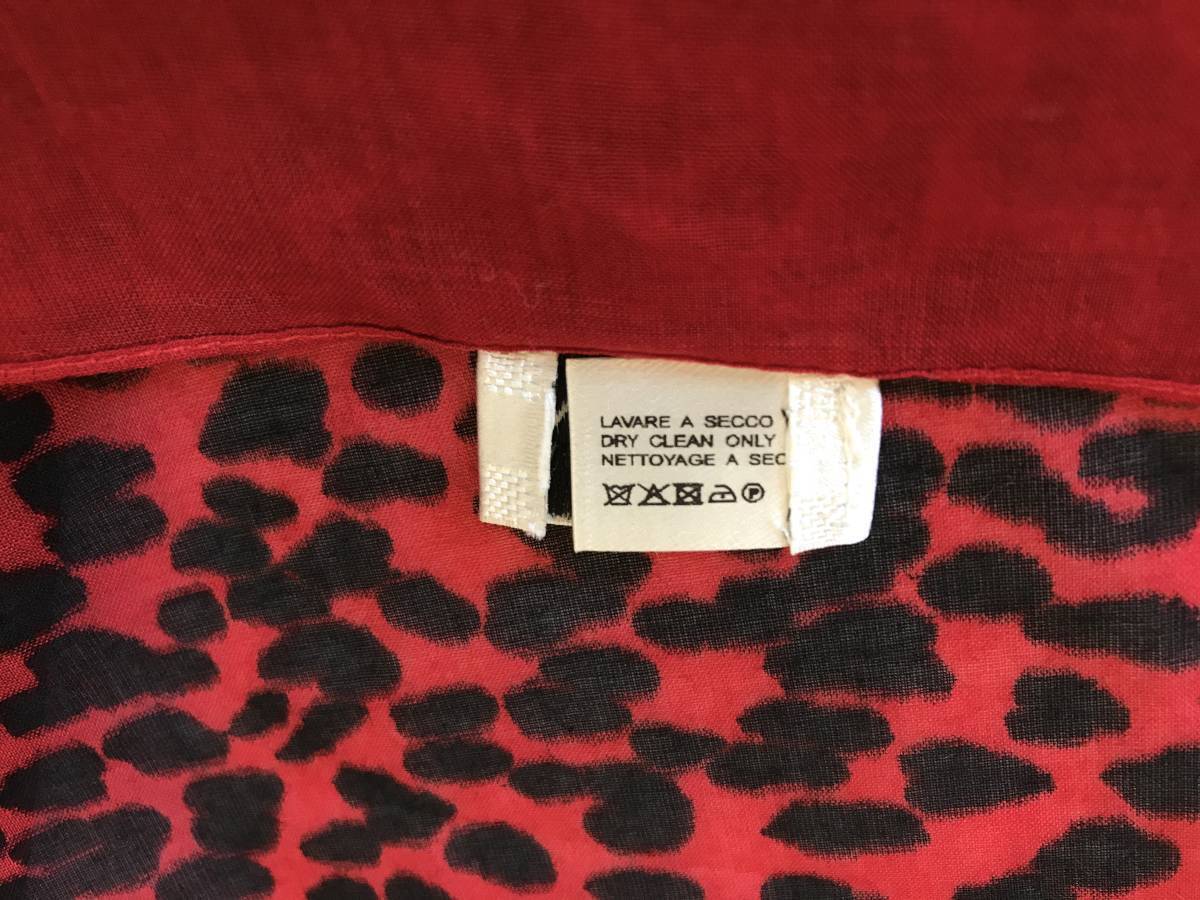 LAVARE A SECCO
DRY CLEAN ONLY
NETTOYAGE A SEC
P